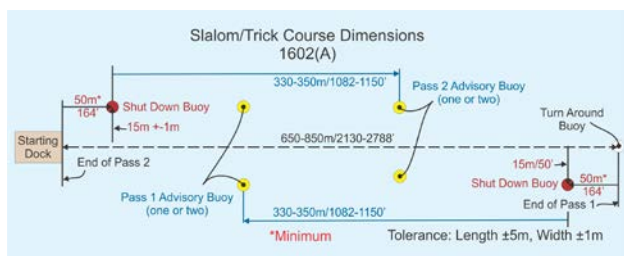 Slalom/Trick Course Dimensions
1602(A)
330-350m/1082-1150'
50m*
164'
Shut Down Buoy
Pass 2 Advisory Buoy
(one or two)
15m +-1m
Turn Around
Buoy
Starting
Dock
650-850m/2130-2788'
End of Pass 2
15m/50'
Pass 1 Advisory Buoy
(one or two)
Shut Down Buoy
50m*
164'
End of Pass 1
330-350m/1082-1150'
*Minimum
Tolerance: Length ±5m, Width ±1m